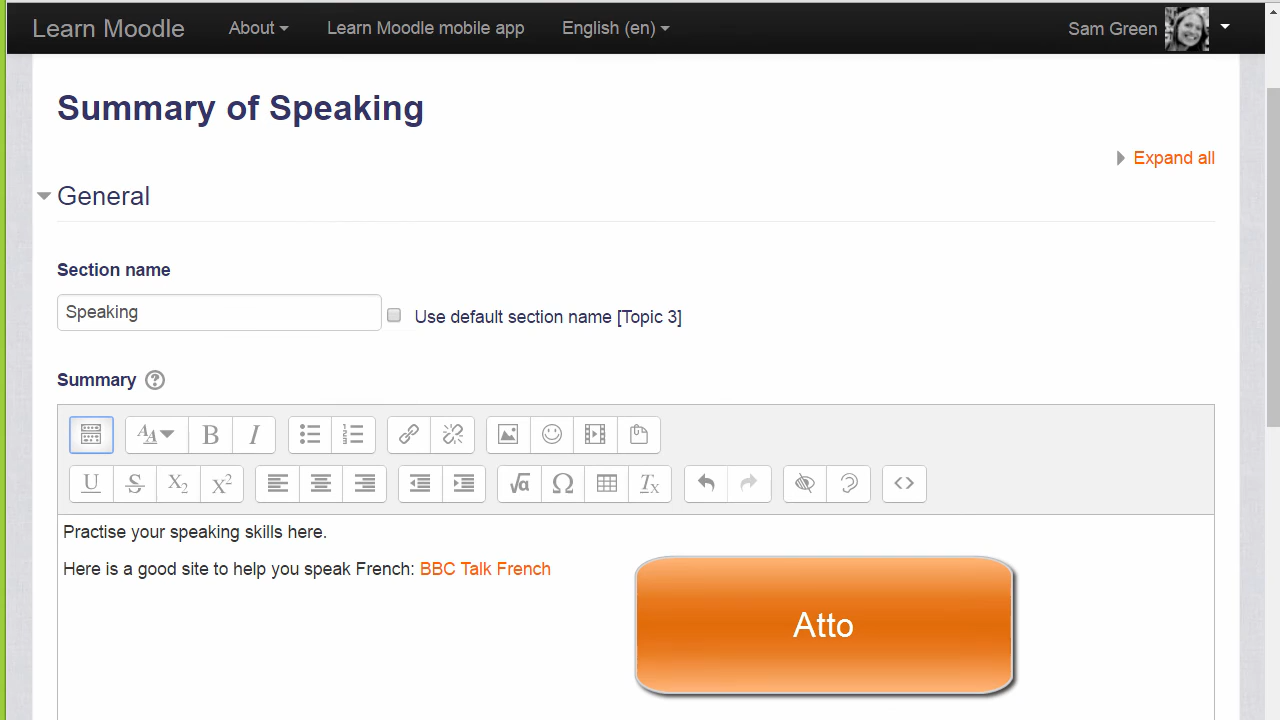 Learn Moodle About Learn Moodle mobile app English (en) Sam Green
Summary of Speaking
Expand all
General
Section name
Speaking Use default section name [Topic 3]
Summary ?
Practise your speaking skills here.
Here is a good site to help you speak French: BBC Talk French
Atto